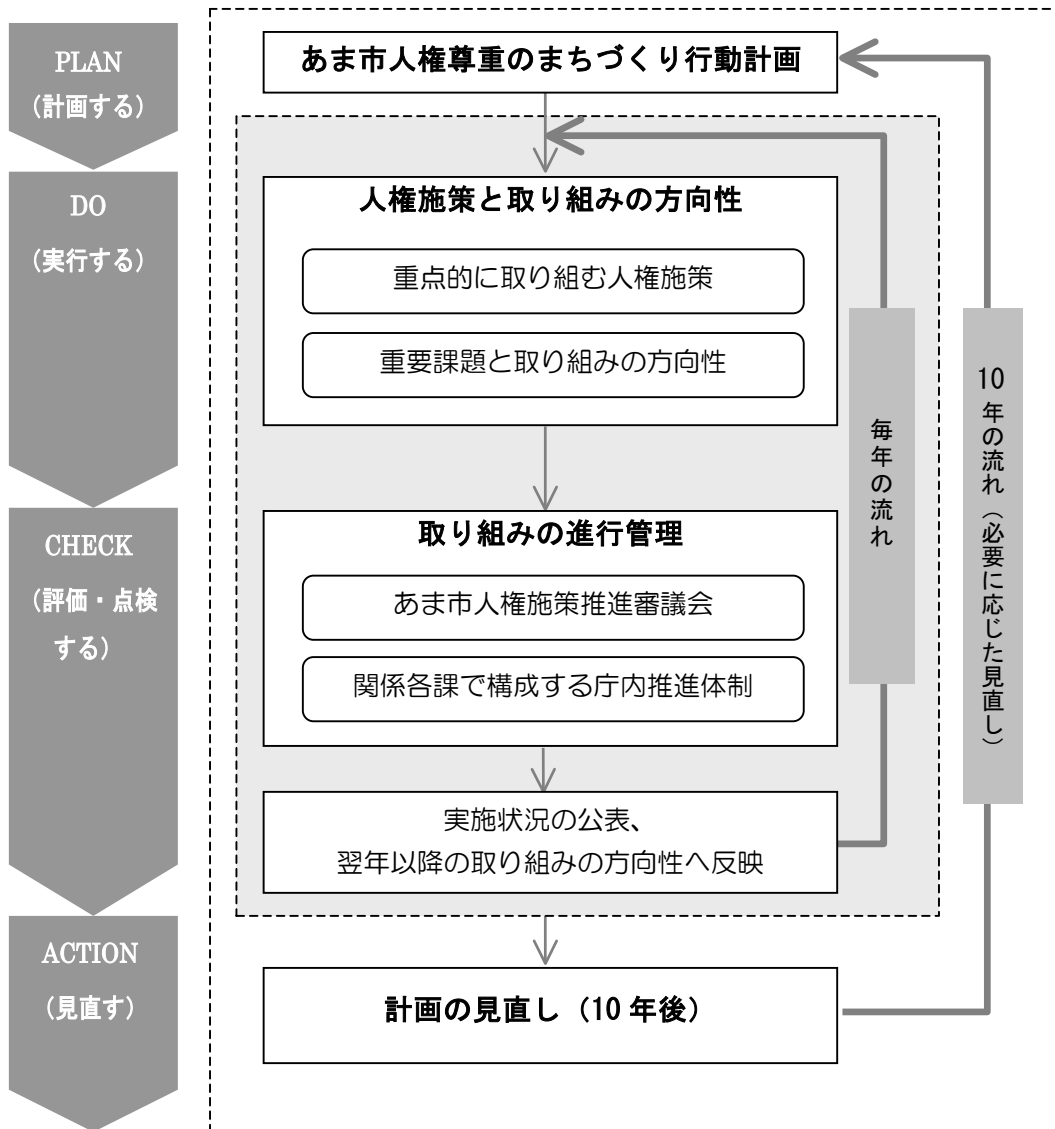 PLAN
（計画する）
あま市人権尊重のまちづくり行動計画
DO
（実行する）
人権施策と取り組みの方向性
重点的に取り組む人権施策
重要課題と取り組みの方向性
CHECK
（評価・点検
する）
取り組みの進行管理
あま市人権施策推進審議会
関係各課で構成する庁内推進体制
実施状況の公表、
翌年以降の取り組みの方向性へ反映
毎年の流れ
10年の流れ（必要に応じた見直し）
ACTION
（見直す）
計画の見直し（10年後）